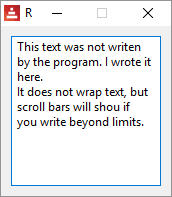 R
This text was not writen
by the program. I wrote it
here.
It does not wrap text, but
scroll bars will shou if
you write beyond limits.